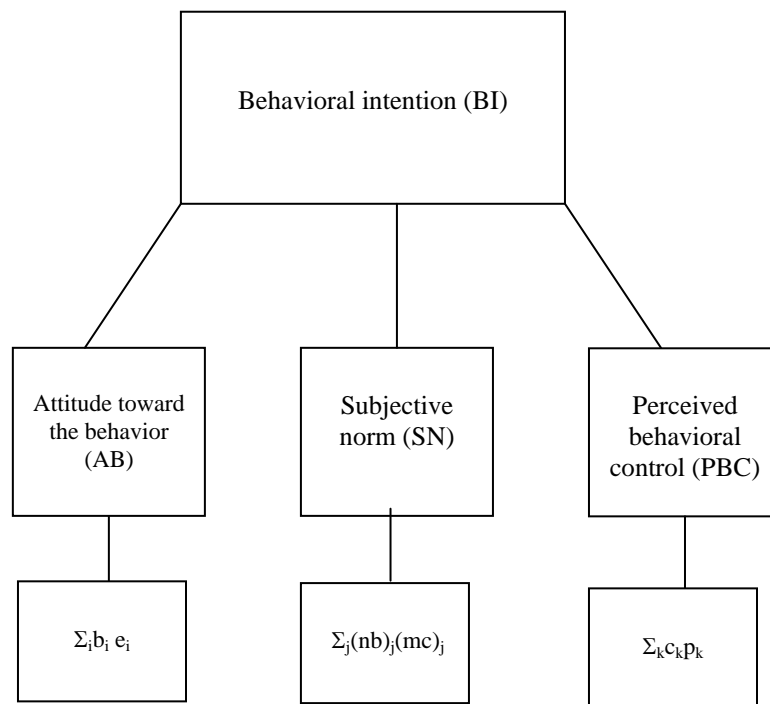 Behavioral intention (BI)
Attitude toward
the behavior
(AB)
Subjective
norm (SN)
Perceived
behavioral
control (PBC)
Σᵢbᵢ eᵢ
Σⱼ(nb)ⱼ(mc)ⱼ
Σₖcₖpₖ